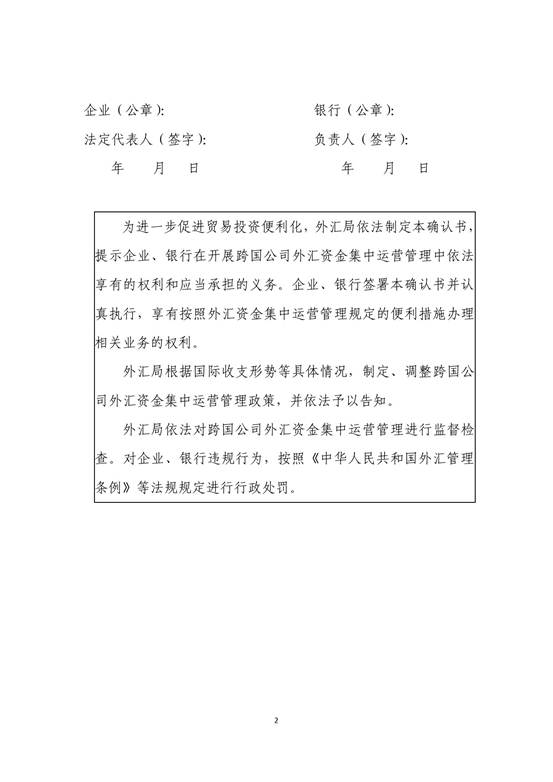 企业（公章）： 银行（公章）：
法定代表人（签字）： 负责人（签字）：
年 月 日 年 月 日
为进一步促进贸易投资便利化，外汇局依法制定本确认书，
提示企业、银行在开展跨国公司外汇资金集中运营管理中依法
享有的权利和应当承担的义务。企业、银行签署本确认书并认
真执行，享有按照外汇资金集中运营管理规定的便利措施办理
相关业务的权利。
外汇局根据国际收支形势等具体情况，制定、调整跨国公
司外汇资金集中运营管理政策，并依法予以告知。
外汇局依法对跨国公司外汇资金集中运营管理进行监督检
查。对企业、银行违规行为，按照《中华人民共和国外汇管理
条例》等法规规定进行行政处罚。
2